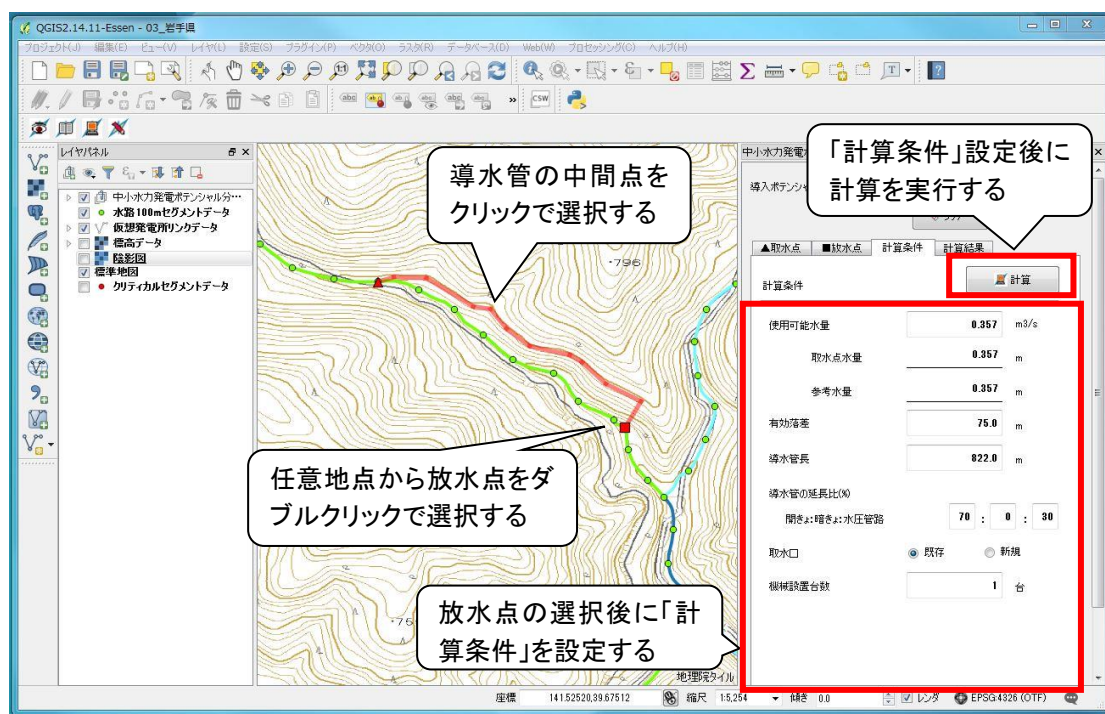 QGIS2.14.11-Essen - 03_岩手県
プロジェクト(J) 編集(E) ビュー(V) レイヤ(L) 設定(S) プラグイン(P) ベクタ(O) ラスタ(R) データベース(D) Web(W) プロセッシング(C) ヘルプ(H)
CSW
レイヤパネル
中小水力発電ポテンシャル分…
水路100mセグメントデータ
仮想発電所リンクデータ
標高データ
陰影図
標準地図
クリティカルセグメントデータ
導水管の中間点を
クリックで選択する
「計算条件」設定後に
計算を実行する
任意地点から放水点をダ
ブルクリックで選択する
放水点の選択後に「計
算条件」を設定する
・796
地理院タイル
中小水力発電
導入ポテンシャ
▲取水点 ■放水点 計算条件 計算結果
計算条件 計算
使用可能水量 0.357 m3/s
取水点水量 0.357 m
参考水量 0.357 m
有効落差 75.0 m
導水管長 822.0 m
導水管の延長比(%)
開きょ:暗きょ:水圧管路 70 : 0 : 30
取水口 既存 新規
機械設置台数 1 台
座標 141.52520,39.67512 縮尺 1:5,254 傾き 0.0 レンダ EPSG:4326 (OTF)